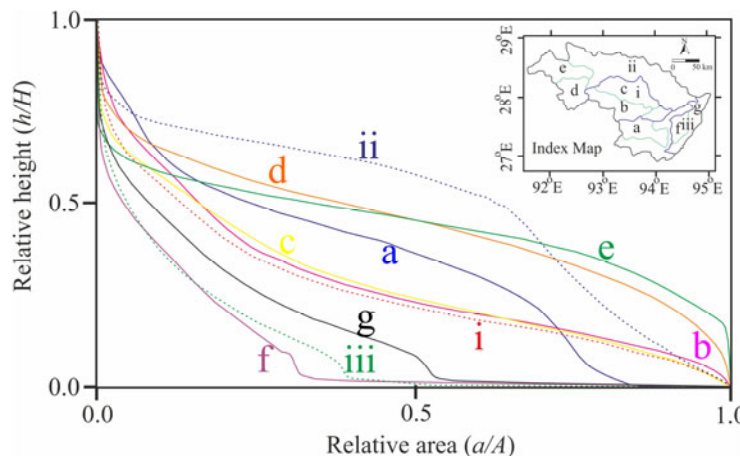 1.0
Relative height (h/H)
0.5
0.0
ii
d
c
a
e
g
i
b
f
iii
0.0
0.5
1.0
Relative area (a/A)
29°N
28°N
27°N
92°E
93°E
94°E
95°E
N
0
50 km
e
ii
d
c
i
b
g
a
f
iii
Index Map